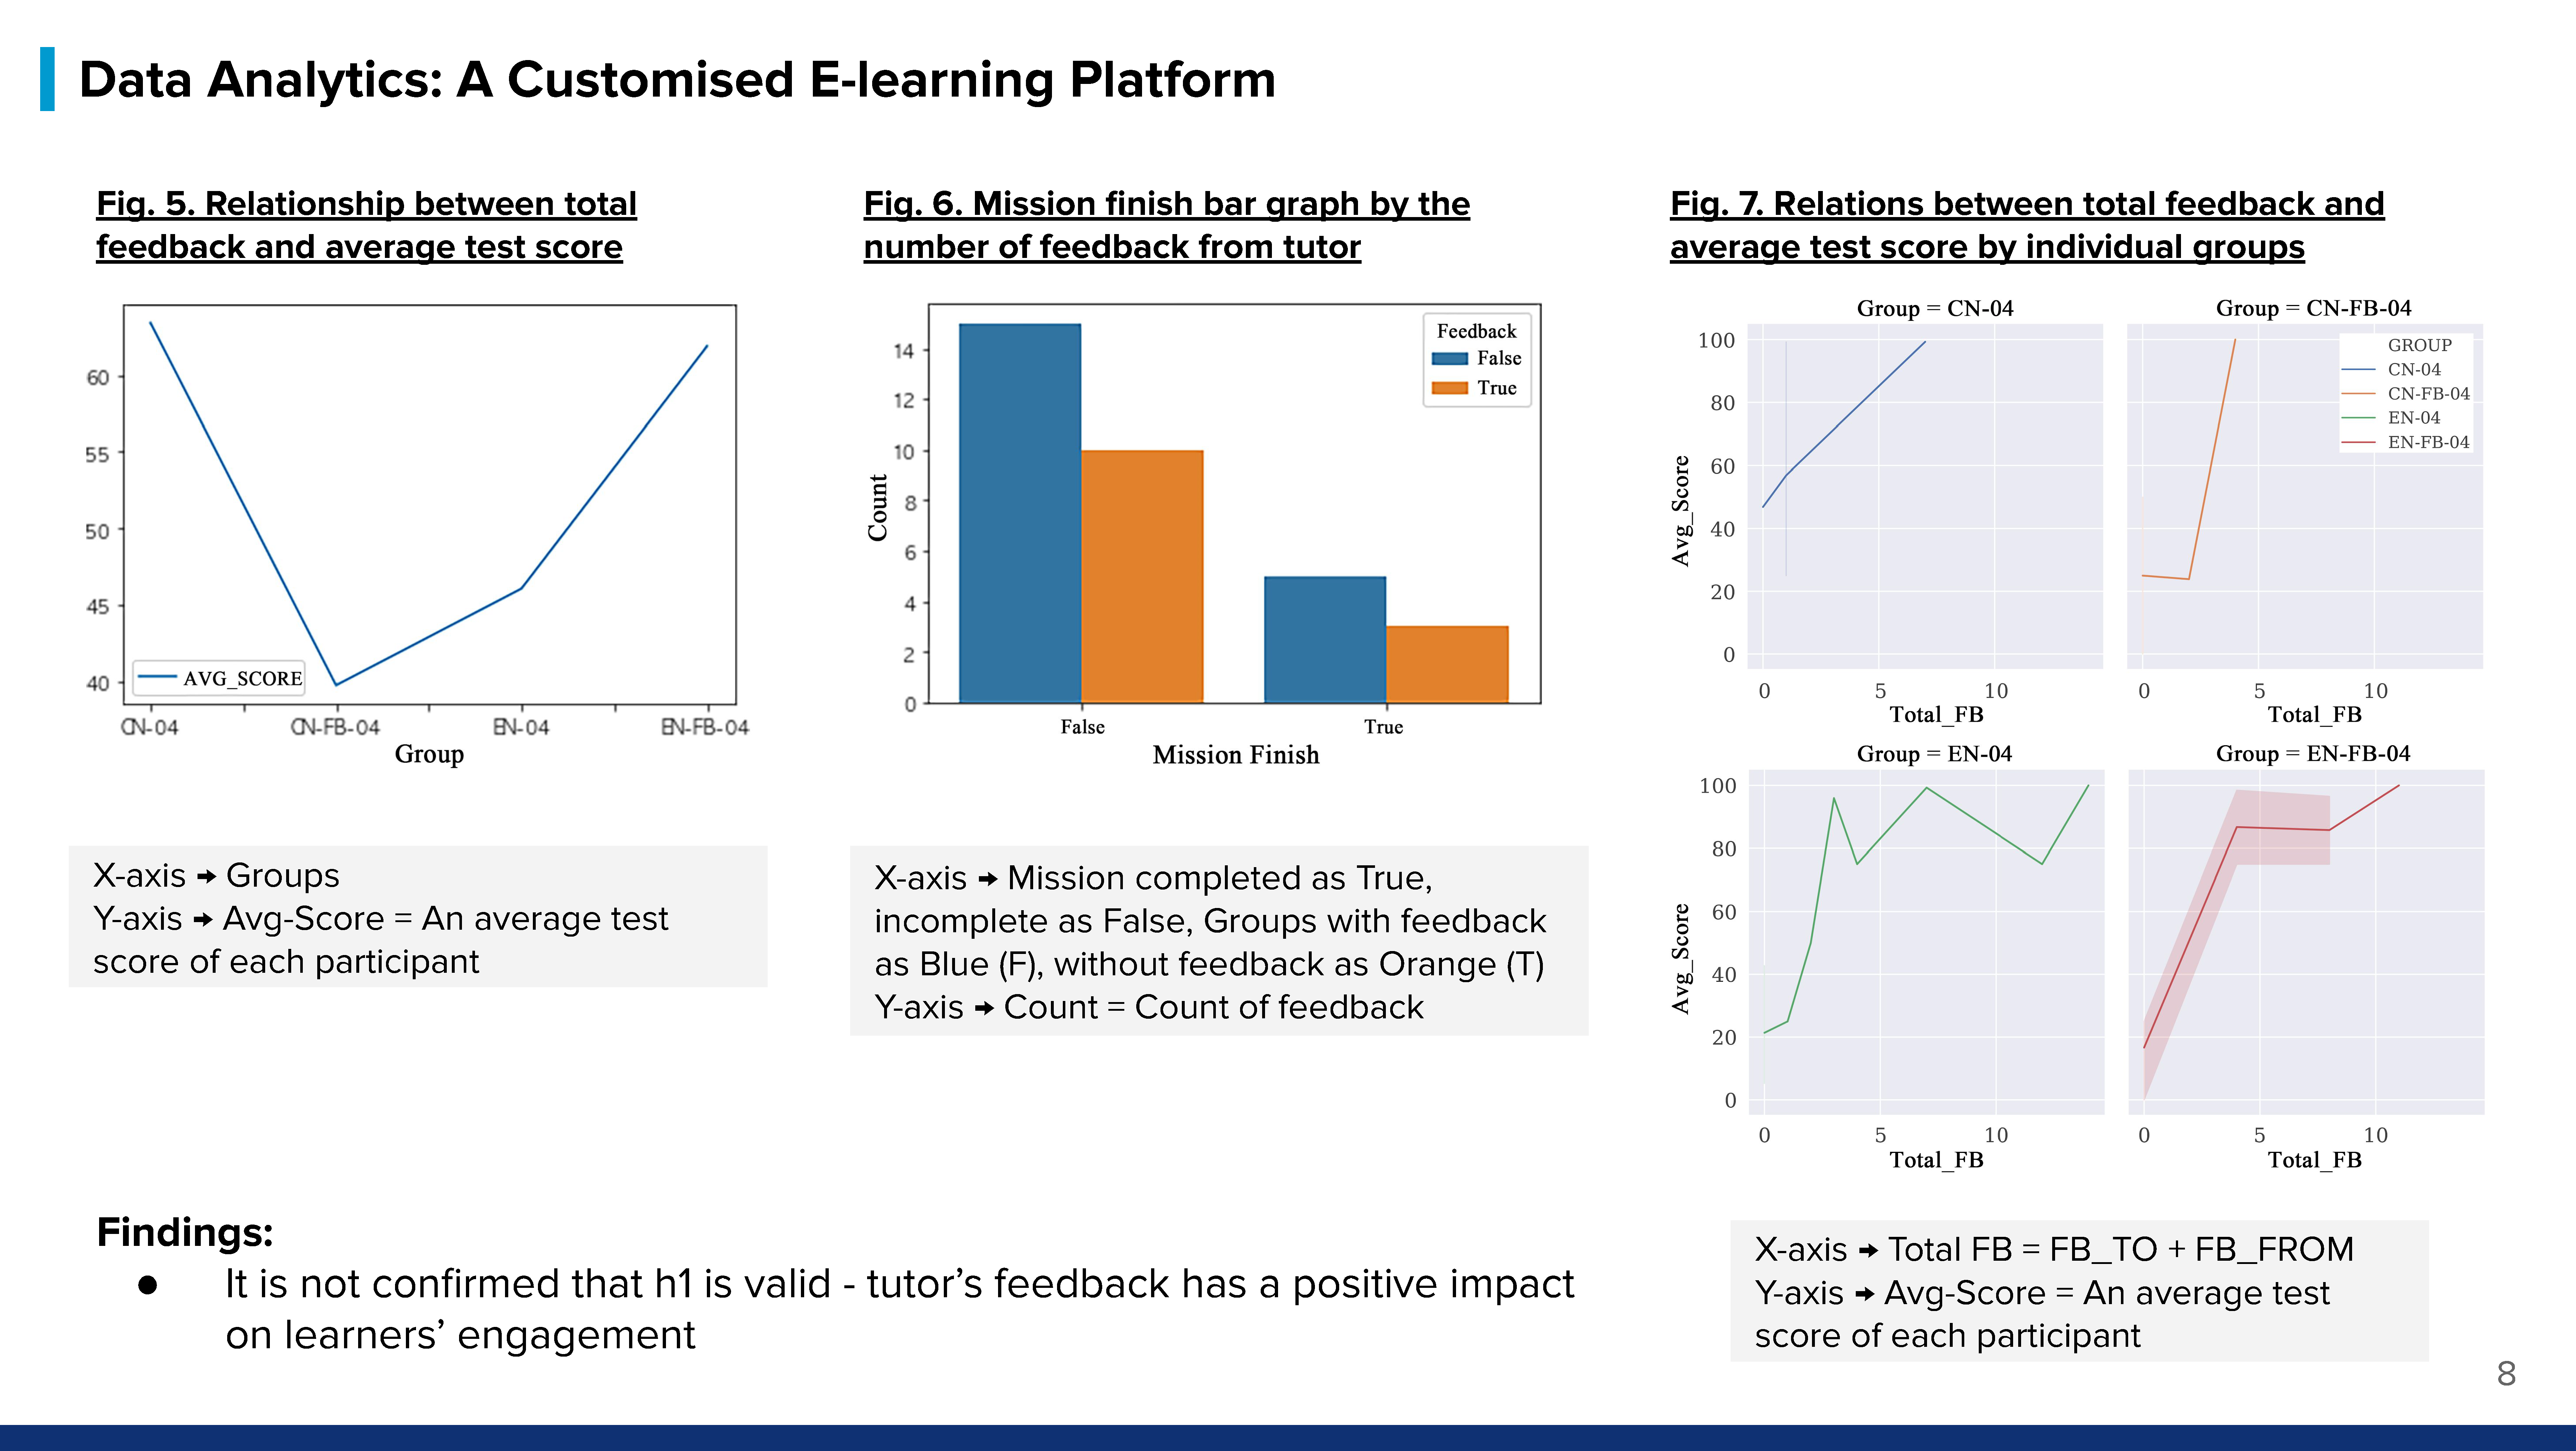 Data Analytics: A Customised E-learning Platform
Fig. 5. Relationship between total
feedback and average test score
60
55
50
45
40
AVG_SCORE
CN-04
CN-FB-04
EN-04
EN-FB-04
Group
X-axis → Groups
Y-axis → Avg-Score = An average test
score of each participant
Fig. 6. Mission finish bar graph by the
number of feedback from tutor
Feedback
False
True
14
12
10
8
6
4
2
0
Count
False
True
Mission Finish
X-axis → Mission completed as True,
incomplete as False, Groups with feedback
as Blue (F), without feedback as Orange (T)
Y-axis → Count = Count of feedback
Fig. 7. Relations between total feedback and
average test score by individual groups
Group = CN-04
100
80
60
40
20
0
Avg_Score
0
5
10
Total_FB
Group = CN-FB-04
GROUP
CN-04
CN-FB-04
EN-04
EN-FB-04
0
5
10
Total_FB
Group = EN-04
100
80
60
40
20
0
Avg_Score
0
5
10
Total_FB
Group = EN-FB-04
0
5
10
Total_FB
X-axis → Total FB = FB_TO + FB_FROM
Y-axis → Avg-Score = An average test
score of each participant
Findings:
● It is not confirmed that h1 is valid - tutor’s feedback has a positive impact
on learners’ engagement
8